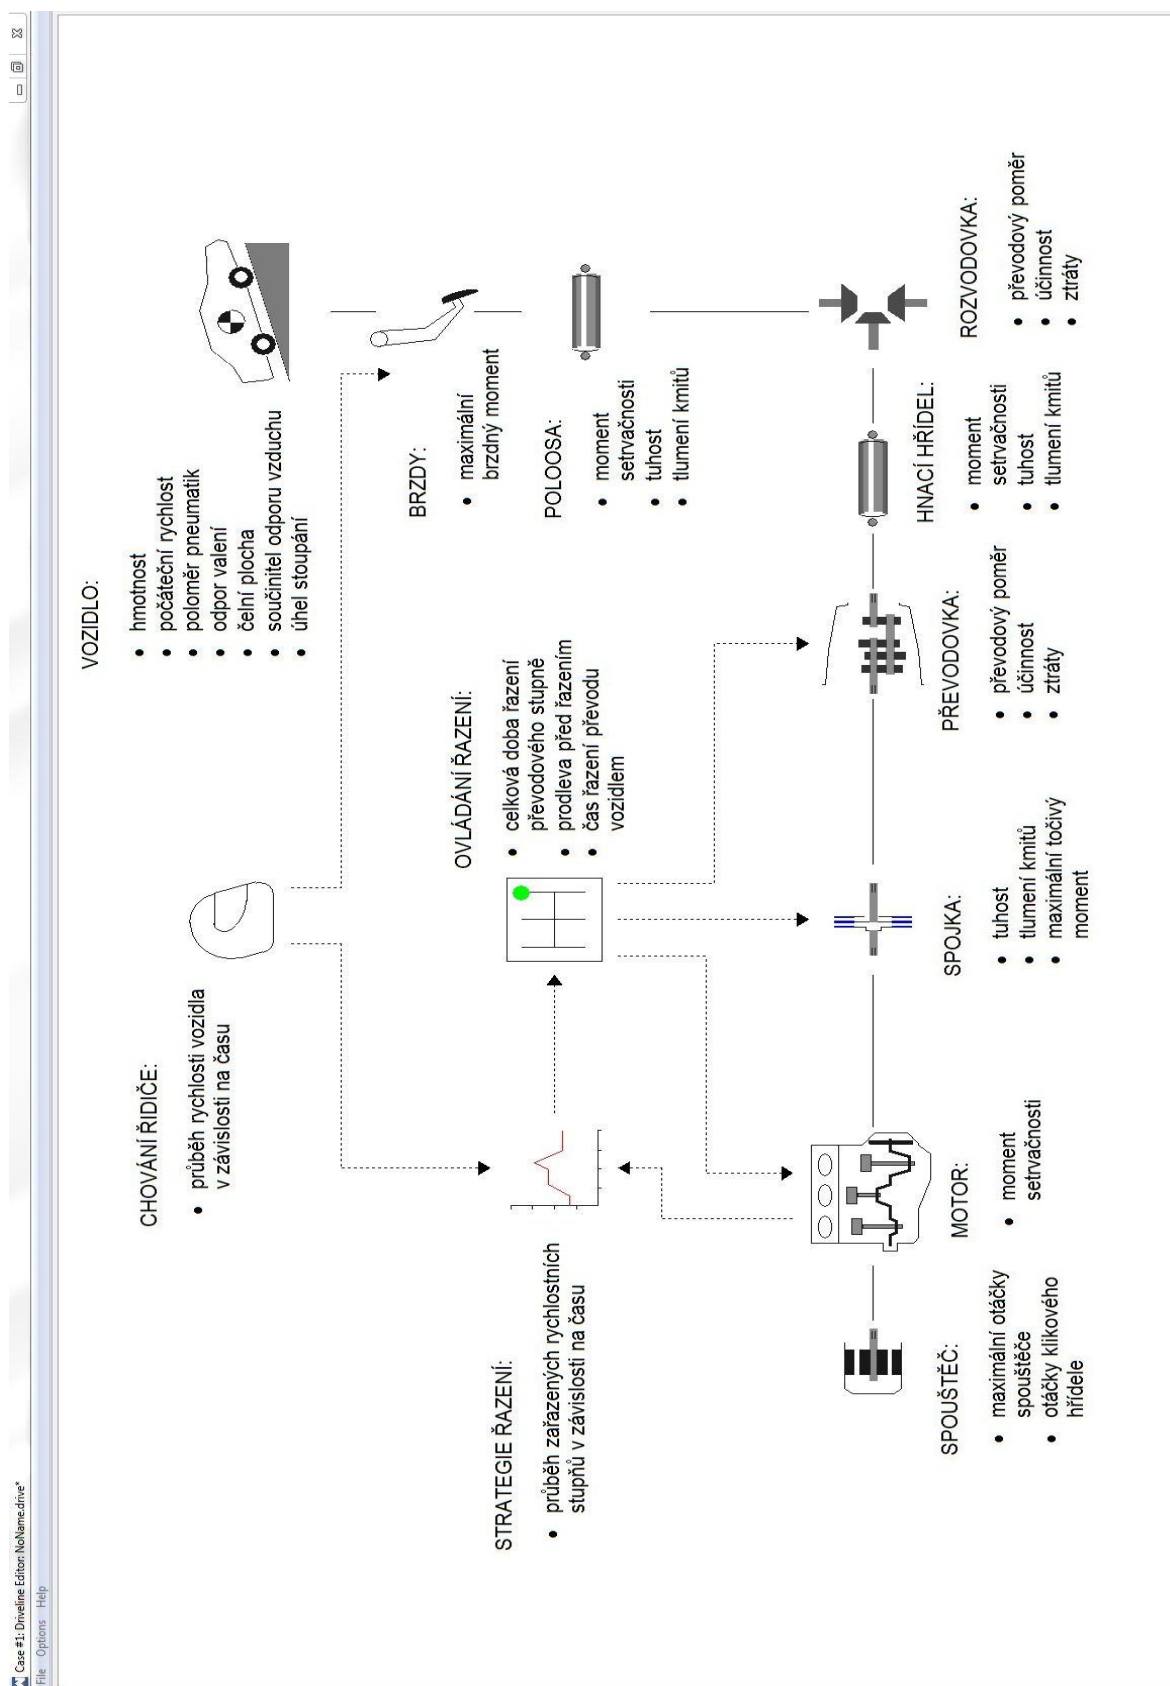 Case #1: Driveline Editor: NoName.drive*
File Options Help
VOZIDLO:
• hmotnost
• počáteční rychlost
• poloměr pneumatik
• odpor valení
• čelní plocha
• součinitel odporu vzduchu
• úhel stoupání
CHOVÁNÍ ŘIDIČE:
• průběh rychlosti vozidla
v závislosti na času
BRZDY:
• maximální
brzdný moment
OVLÁDÁNÍ ŘAZENÍ:
• celková doba řazení
převodového stupně
• prodleva před řazením
• čas řazení převodu
vozidlem
STRATEGIE ŘAZENÍ:
• průběh zařazených rychlostních
stupňů v závislosti na času
POLOOSA:
• moment
setrvačnosti
• tuhost
• tlumení kmitů
SPOUŠTĚČ:
• maximální otáčky
spouštěče
• otáčky klikového
hřídele
MOTOR:
• moment
setrvačnosti
SPOJKA:
• tuhost
• tlumení kmitů
• maximální točivý
moment
PŘEVODOVKA:
• převodový poměr
• účinnost
• ztráty
HNACÍ HŘÍDEL:
• moment
setrvačnosti
• tuhost
• tlumení kmitů
ROZVODOVKA:
• převodový poměr
• účinnost
• ztráty